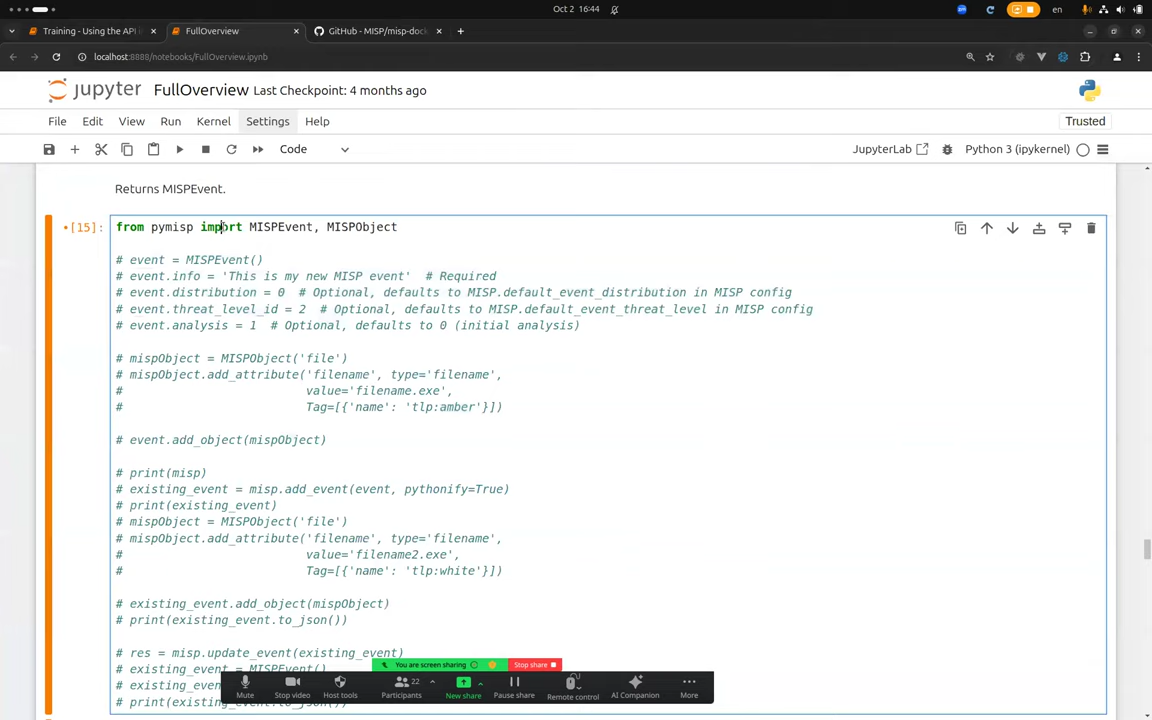 Oct 2 16:44
en
Training - Using the API
FullOverview
GitHub - MISP/misp-dock
localhost:8888/notebooks/FullOverview.ipynb
jupyter FullOverview Last Checkpoint: 4 months ago
File Edit View Run Kernel Settings Help
Trusted
Code
JupyterLab
Python 3 (ipykernel)
Returns MISPEvent.
[15]:
from pymisp import MISPEvent, MISPObject
# event = MISPEvent()
# event.info = 'This is my new MISP event'  # Required
# event.distribution = 0  # Optional, defaults to MISP.default_event_distribution in MISP config
# event.threat_level_id = 2  # Optional, defaults to MISP.default_event_threat_level in MISP config
# event.analysis = 1  # Optional, defaults to 0 (initial analysis)
# mispObject = MISPObject('file')
# mispObject.add_attribute('filename', type='filename',
#                          value='filename.exe',
#                          Tag=[{'name': 'tlp:amber'}])
# event.add_object(mispObject)
# print(misp)
# existing_event = misp.add_event(event, pythonify=True)
# print(existing_event)
# mispObject = MISPObject('file')
# mispObject.add_attribute('filename', type='filename',
#                          value='filename2.exe',
#                          Tag=[{'name': 'tlp:white'}])
# existing_event.add_object(mispObject)
# print(existing_event.to_json())
# res = misp.update_event(existing_event)
# existing_event = MISPEvent()
# existing_even
# print(existing_event.to_json())
You are screen sharing
Stop share
22
Mute
Stop video
Host tools
Participants
New share
Pause share
Remote control
AI Companion
More